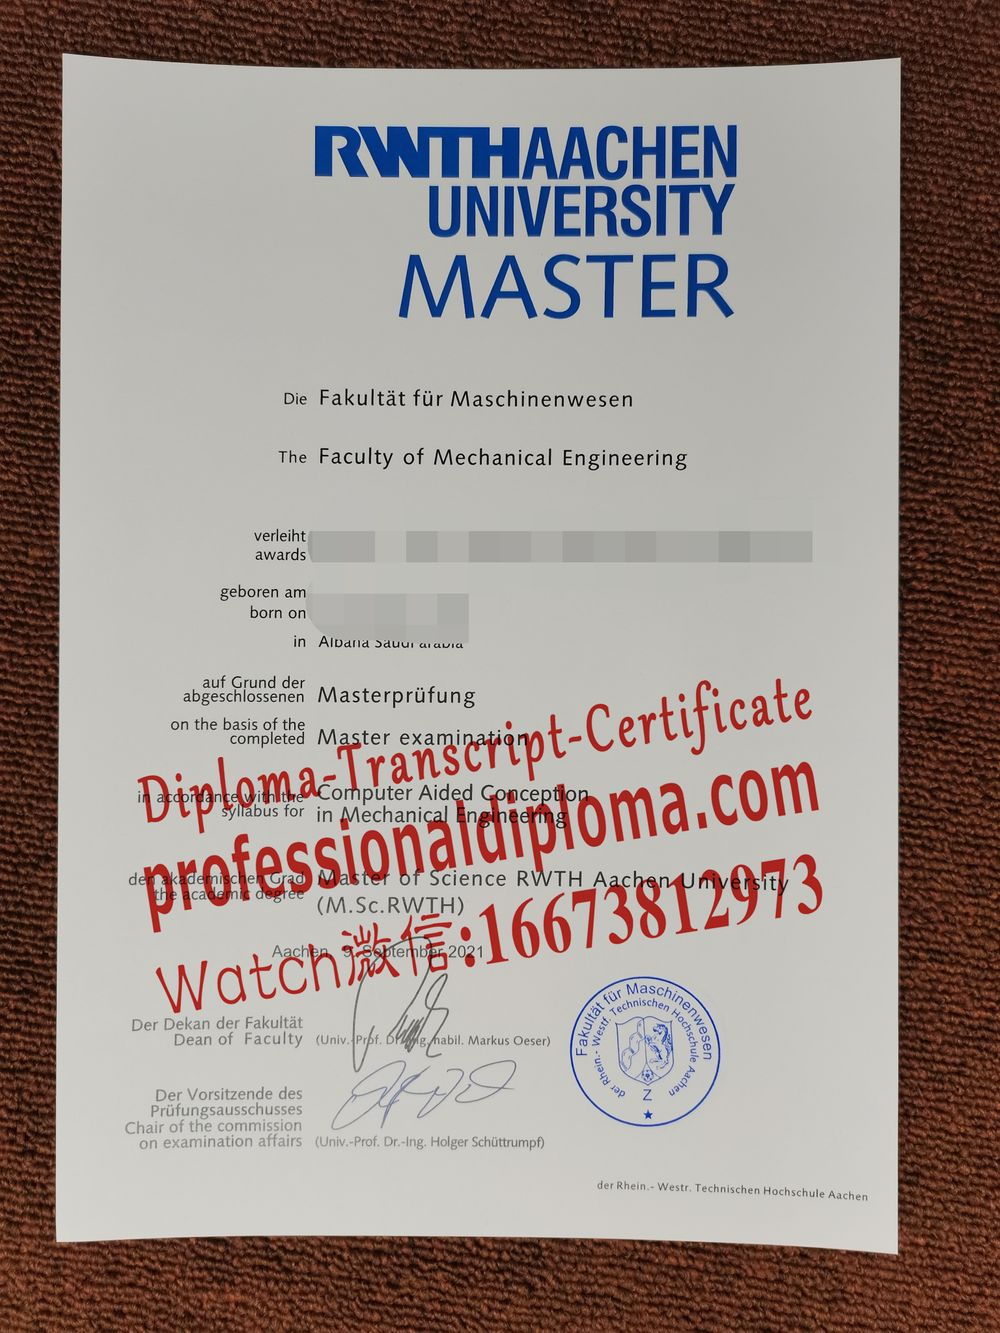 RWTHAACHEN
UNIVERSITY
MASTER
Die Fakultät für Maschinenwesen
The Faculty of Mechanical Engineering
verleiht
awards
geboren am
born on
in Albaha Saudi arabia
auf Grund der
abgeschlossenen Masterprüfung
on the basis of the
completed Master examination
Diploma-Transcript-Certificate
in accordance with the Computer Aided Conception
syllabus for in Mechanical Engineering
professionaldiploma.com
den akademischen Grad Master of Science RWTH Aachen University
the academic degree (M.Sc.RWTH)
Watch微信:16673812973
Aachen, 9. September 2021
Der Dekan der Fakultät
Dean of Faculty (Univ.-Prof. Dr.-Ing. habil. Markus Oeser)
Der Vorsitzende des
Prüfungsausschusses
Chair of the commission
on examination affairs (Univ.-Prof. Dr.-Ing. Holger Schüttrumpf)
Fakultät für Maschinenwesen
der Rhein.- Westr. Technischen Hochschule Aachen
Z
der Rhein.- Westr. Technischen Hochschule Aachen